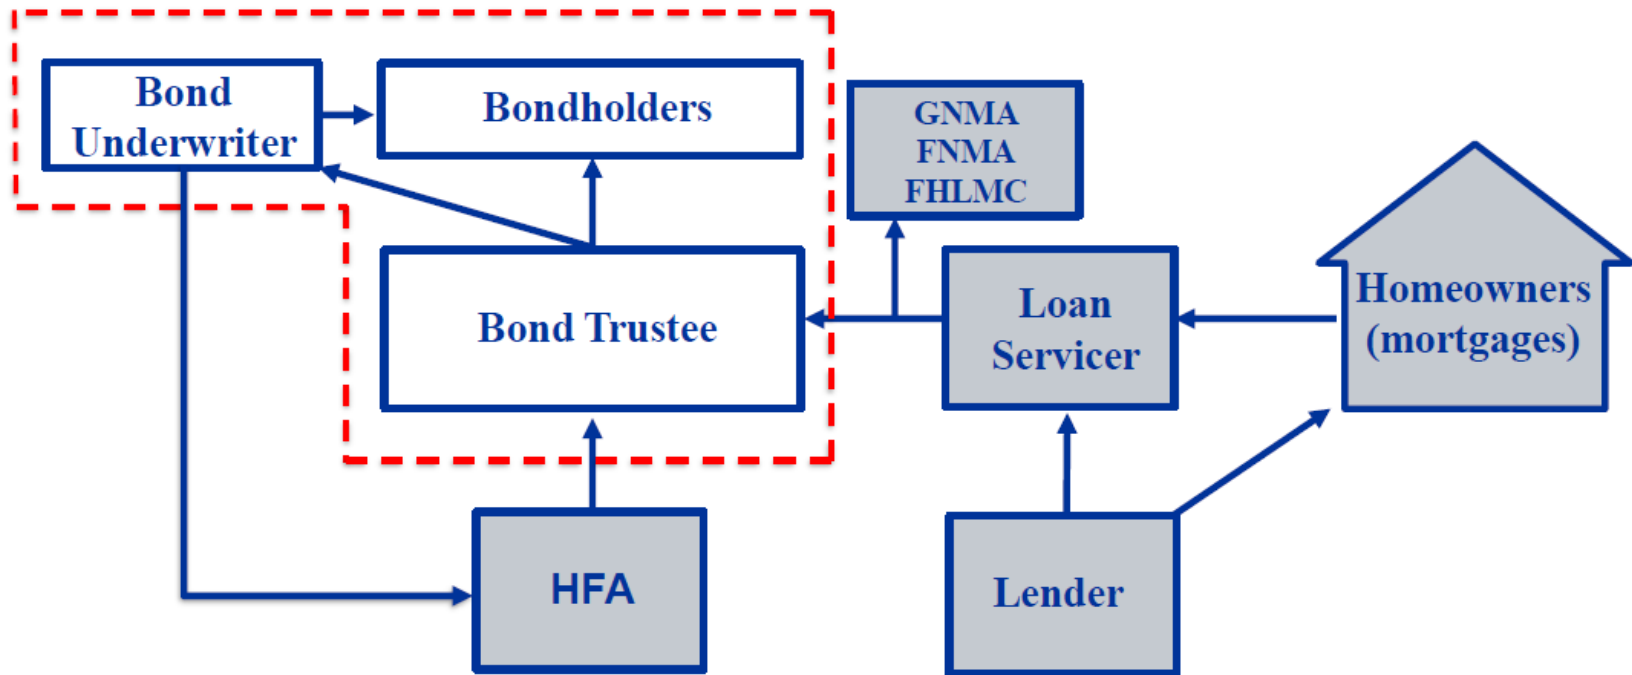 Bond
Underwriter
Bondholders
GNMA
FNMA
FHLMC
Bond Trustee
Loan
Servicer
Homeowners
(mortgages)
HFA
Lender